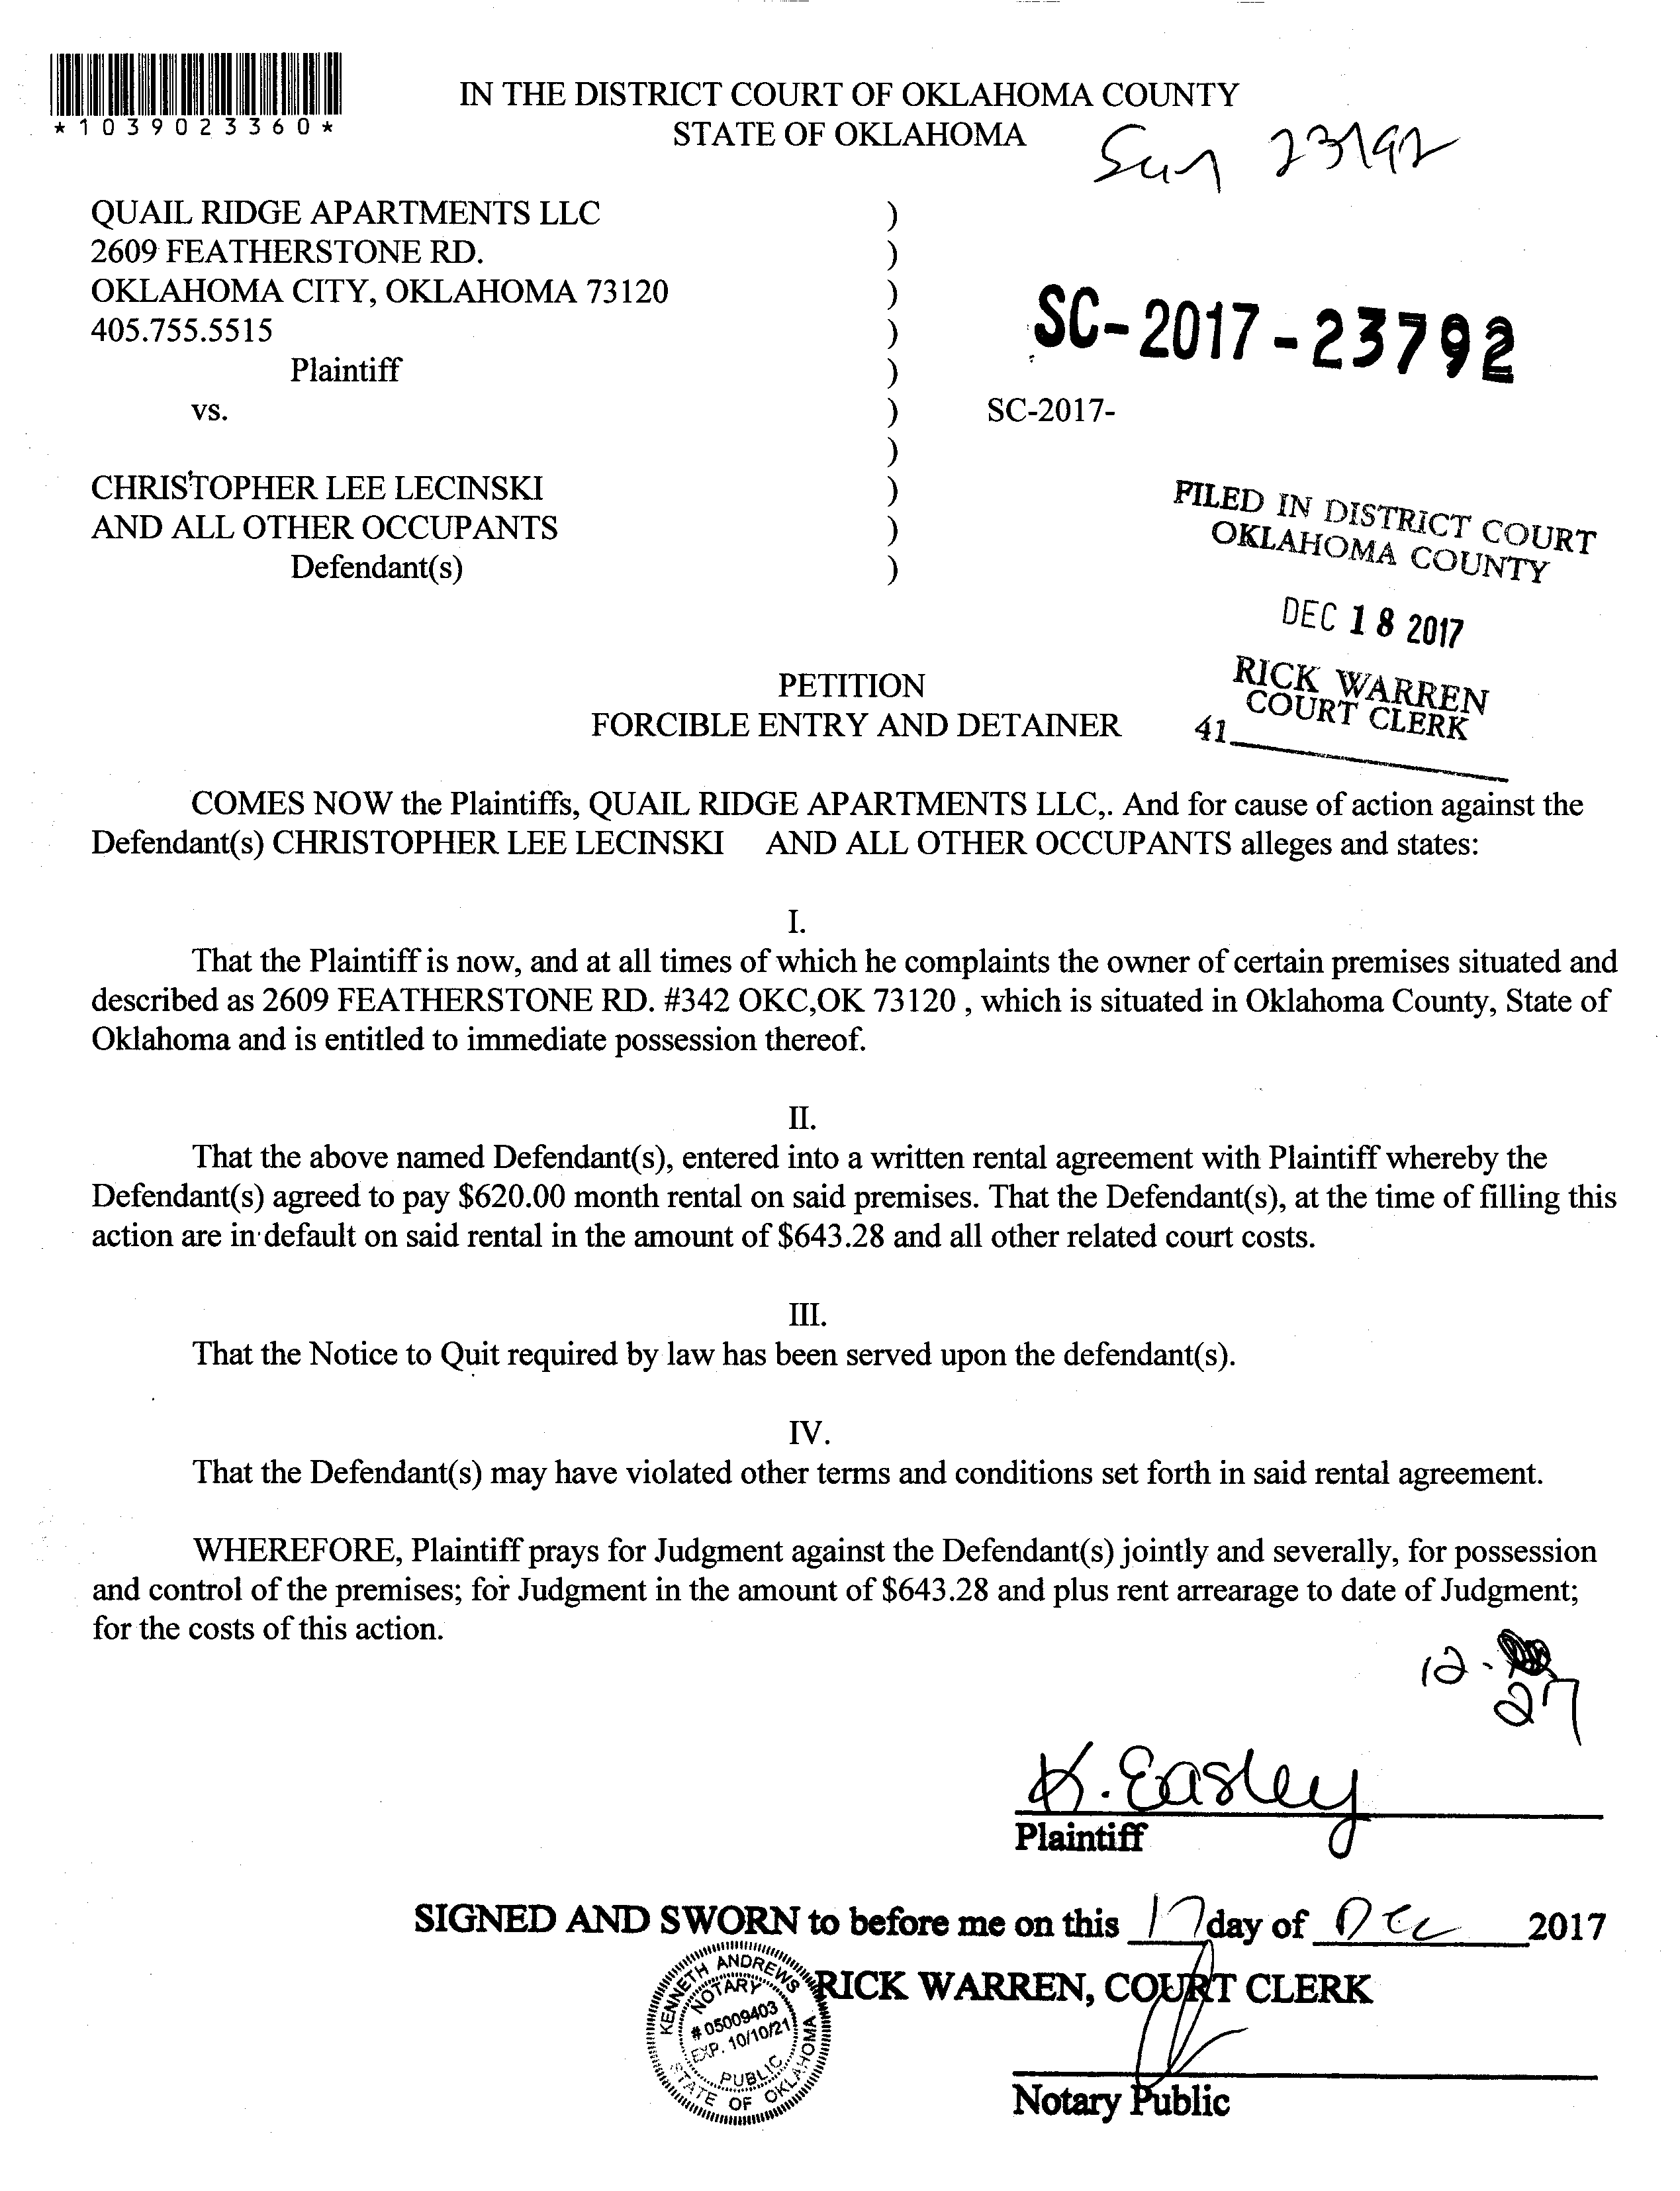 *1039023360*
IN THE DISTRICT COURT OF OKLAHOMA COUNTY
STATE OF OKLAHOMA
QUAIL RIDGE APARTMENTS LLC )
2609 FEATHERSTONE RD. )
OKLAHOMA CITY, OKLAHOMA 73120 )
405.755.5515 )
Plaintiff )
SC-2017-23792
vs. ) SC-2017-
)
CHRISTOPHER LEE LECINSKI )
AND ALL OTHER OCCUPANTS )
Defendant(s) )
FILED IN DISTRICT COURT
OKLAHOMA COUNTY
DEC 18 2017
RICK WARREN
COURT CLERK
41
PETITION
FORCIBLE ENTRY AND DETAINER
COMES NOW the Plaintiffs, QUAIL RIDGE APARTMENTS LLC,. And for cause of action against the
Defendant(s) CHRISTOPHER LEE LECINSKI AND ALL OTHER OCCUPANTS alleges and states:
I.
That the Plaintiff is now, and at all times of which he complaints the owner of certain premises situated and
described as 2609 FEATHERSTONE RD. #342 OKC,OK 73120 , which is situated in Oklahoma County, State of
Oklahoma and is entitled to immediate possession thereof.
II.
That the above named Defendant(s), entered into a written rental agreement with Plaintiff whereby the
Defendant(s) agreed to pay $620.00 month rental on said premises. That the Defendant(s), at the time of filling this
action are in default on said rental in the amount of $643.28 and all other related court costs.
III.
That the Notice to Quit required by law has been served upon the defendant(s).
IV.
That the Defendant(s) may have violated other terms and conditions set forth in said rental agreement.
WHEREFORE, Plaintiff prays for Judgment against the Defendant(s) jointly and severally, for possession
and control of the premises; for Judgment in the amount of $643.28 and plus rent arrearage to date of Judgment;
for the costs of this action.
12-
27
K. Easley
Plaintiff
SIGNED AND SWORN to before me on this 17 day of Dec 2017
RICK WARREN, COURT CLERK
KENNETH ANDREWS
NOTARY
# 05009403
EXP. 10/10/21
PUBLIC
STATE OF OKLAHOMA
Notary Public